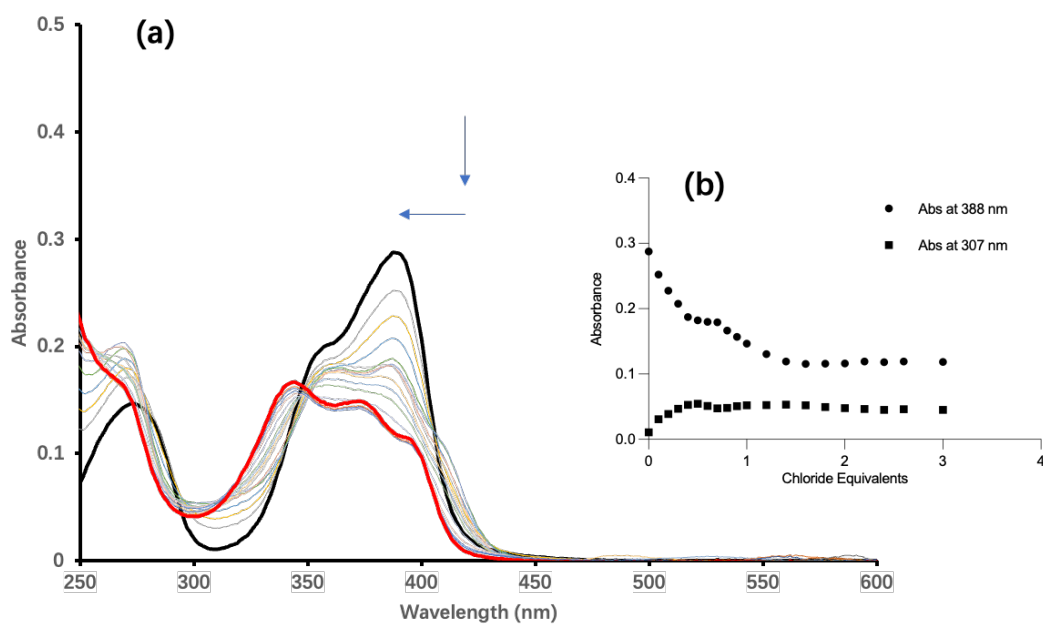 (a)
0.5
0.4
0.3
0.2
0.1
0
Absorbance
250 300 350 400 450 500 550 600
Wavelength (nm)
(b)
0.4
0.3
0.2
0.1
0.0
Absorbance
0 1 2 3 4
Chloride Equivalents
Abs at 388 nm
Abs at 307 nm